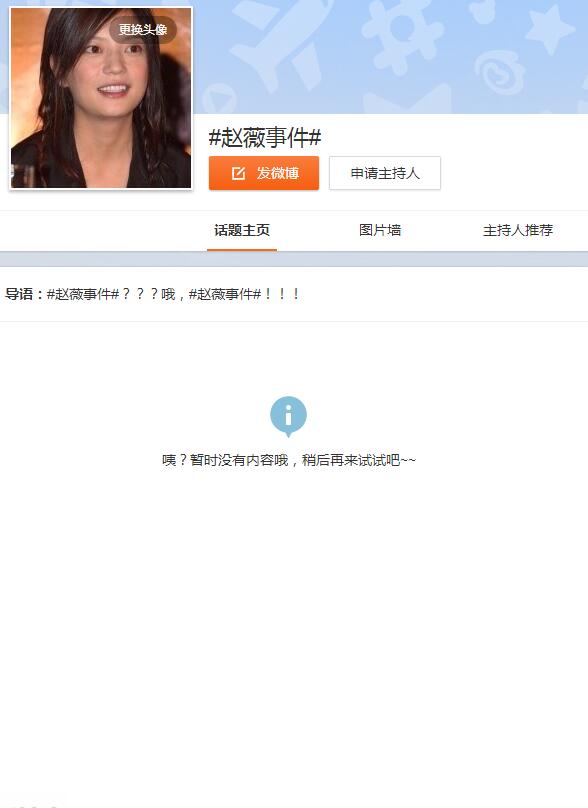 更换头像
#赵薇事件#
发微博
申请主持人
话题主页 图片墙 主持人推荐
导语：#赵薇事件#？？？哦，#赵薇事件#！！！
咦？暂时没有内容哦，稍后再来试试吧~~